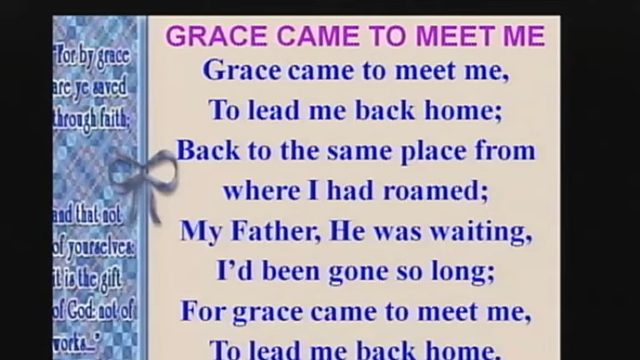 GRACE CAME TO MEET ME
Grace came to meet me,
To lead me back home;
Back to the same place from
where I had roamed;
My Father, He was waiting,
I'd been gone so long;
For grace came to meet me,
To lead me back home.
"For by grace
are ye saved
through faith;
and that not
of yourselves:
it is the gift
of God: not of
works..."